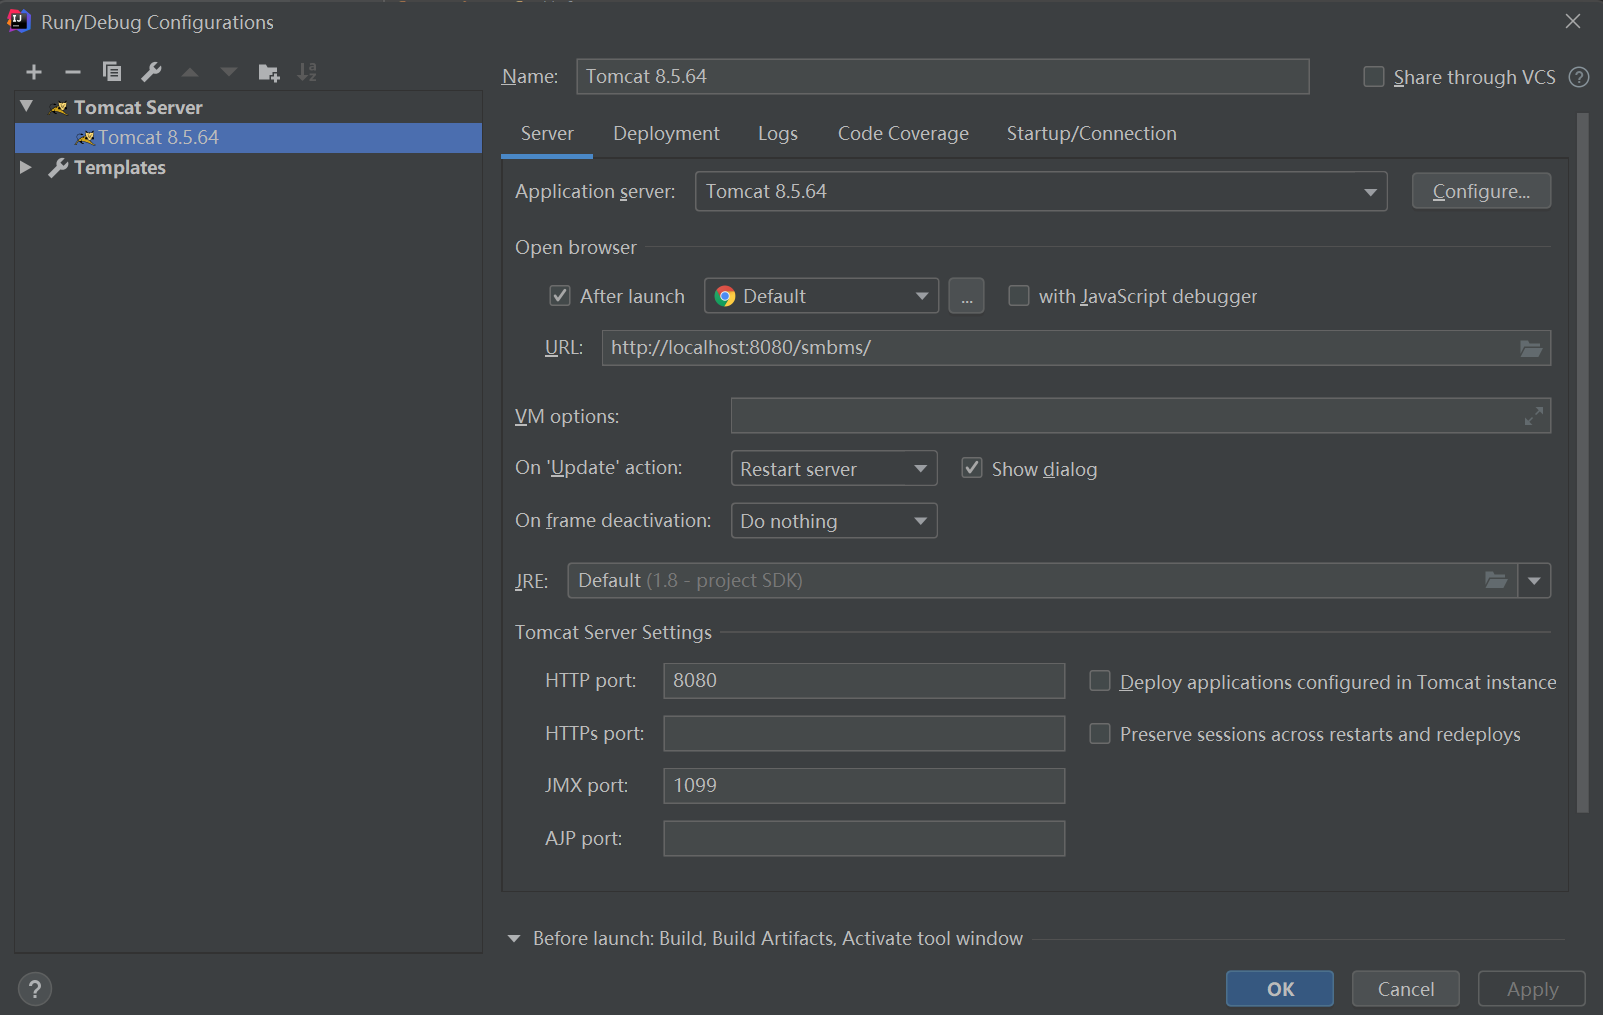 Run/Debug Configurations
Name: Tomcat 8.5.64 Share through VCS ?
Tomcat Server
Tomcat 8.5.64
Templates
Server Deployment Logs Code Coverage Startup/Connection
Application server: Tomcat 8.5.64 Configure...
Open browser
After launch Default ... with JavaScript debugger
URL: http://localhost:8080/smbms/
VM options:
On 'Update' action: Restart server Show dialog
On frame deactivation: Do nothing
JRE: Default (1.8 - project SDK)
Tomcat Server Settings
HTTP port: 8080 Deploy applications configured in Tomcat instance
HTTPs port: Preserve sessions across restarts and redeploys
JMX port: 1099
AJP port:
Before launch: Build, Build Artifacts, Activate tool window
? OK Cancel Apply